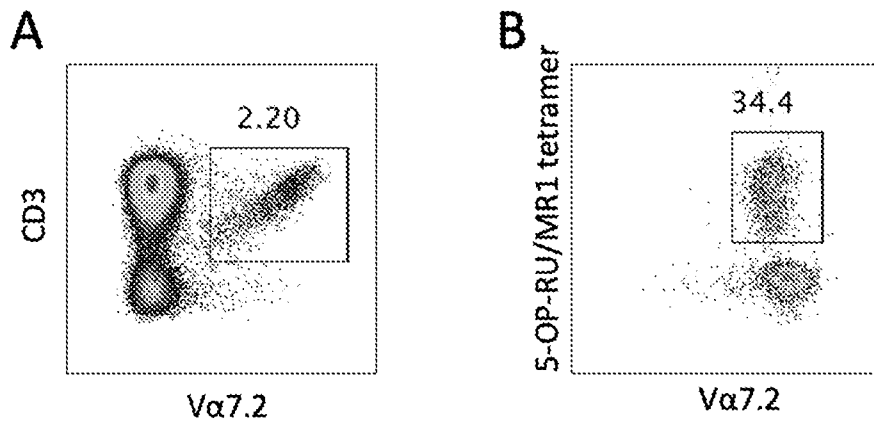 A
2.20
CD3
Vα7.2
B
34.4
5-OP-RU/MR1 tetramer
Vα7.2